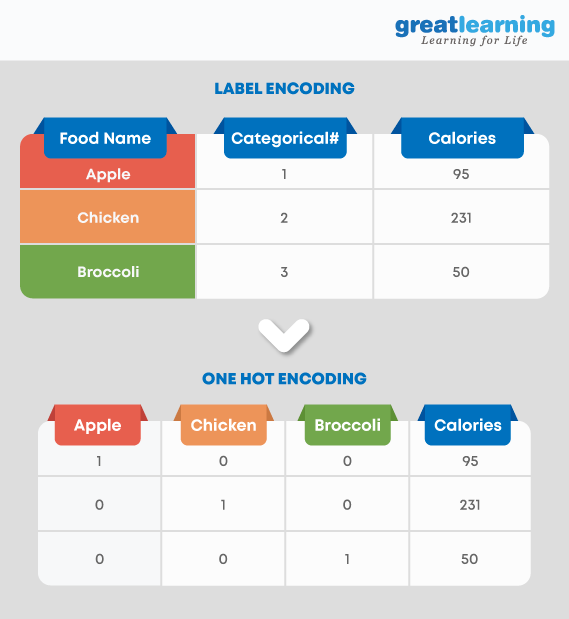 greatlearning
Learning for Life
LABEL ENCODING
Food Name Categorical# Calories
Apple 1 95
Chicken 2 231
Broccoli 3 50
ONE HOT ENCODING
Apple Chicken Broccoli Calories
1 0 0 95
0 1 0 231
0 0 1 50